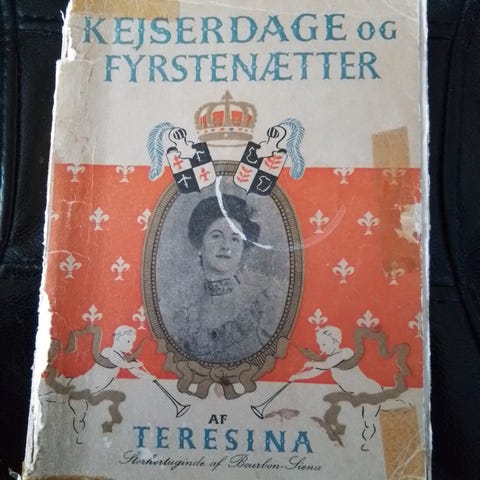 KEJSERDAGE OG
FYRSTENÆTTER
AF
TERESINA
Storhertuginde af Bourbon-Siena